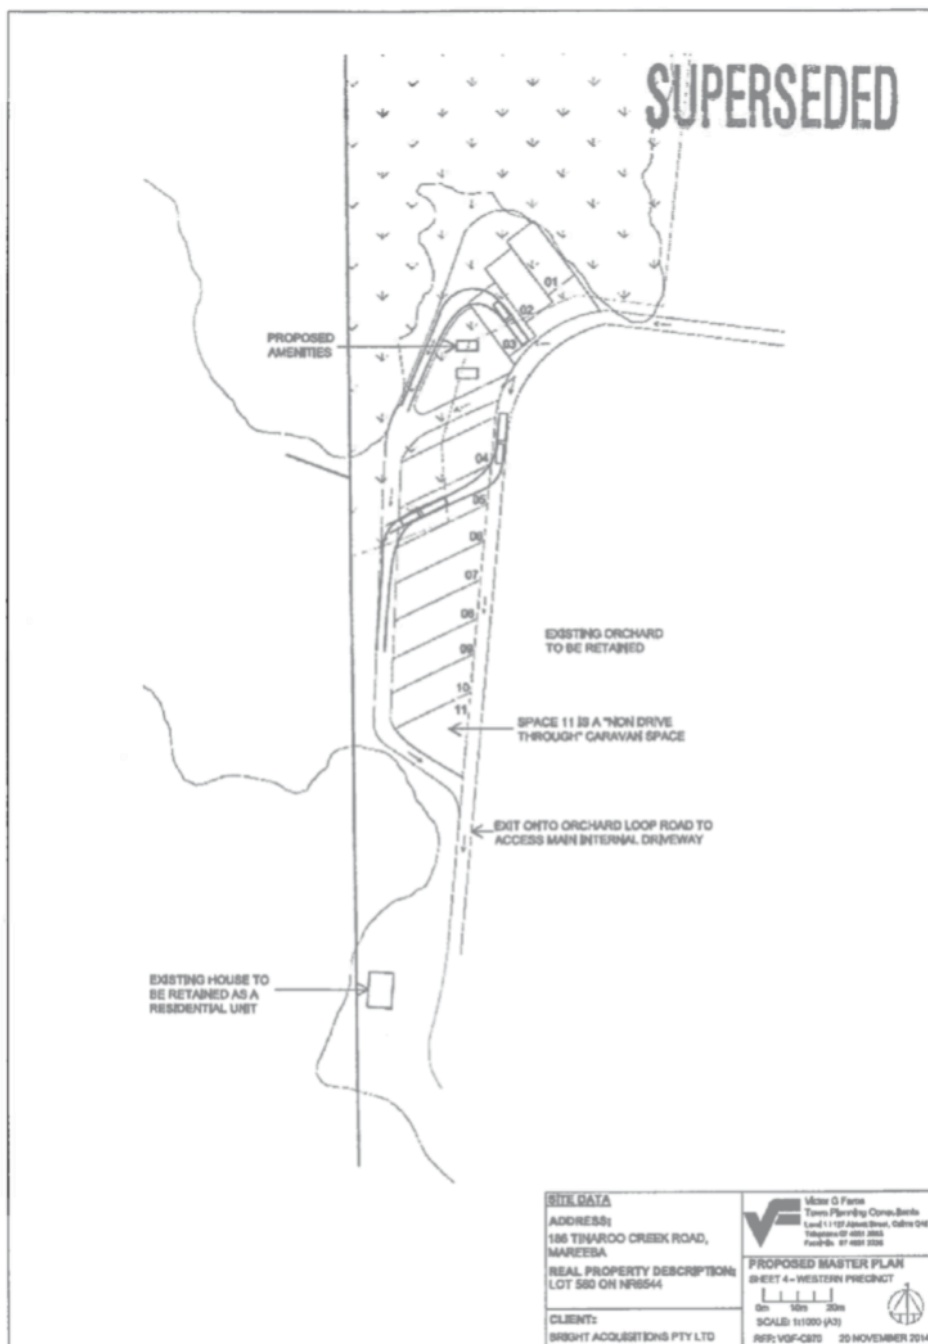 SUPERSEDED
01
02
03
PROPOSED
AMENITIES
04
05
06
07
08
09
10
11
EXISTING ORCHARD
TO BE RETAINED
SPACE 11 IS A "NON DRIVE
THROUGH" CARAVAN SPACE
EXIT ONTO ORCHARD LOOP ROAD TO
ACCESS MAIN INTERNAL DRIVEWAY
EXISTING HOUSE TO
BE RETAINED AS A
RESIDENTIAL UNIT
SITE DATA
ADDRESS:
TINAROO CREEK ROAD,
MAREEBA
REAL PROPERTY DESCRIPTION:
LOT ON
CLIENT:
BRIGHT ACQUISITIONS PTY LTD
Victor G Feros
Town Planning Consultants
PROPOSED MASTER PLAN
SHEET 4 - WESTERN PRECINCT
0m 10m 20m
SCALE: 1:1000 (A3)
REF: 20 NOVEMBER 2014